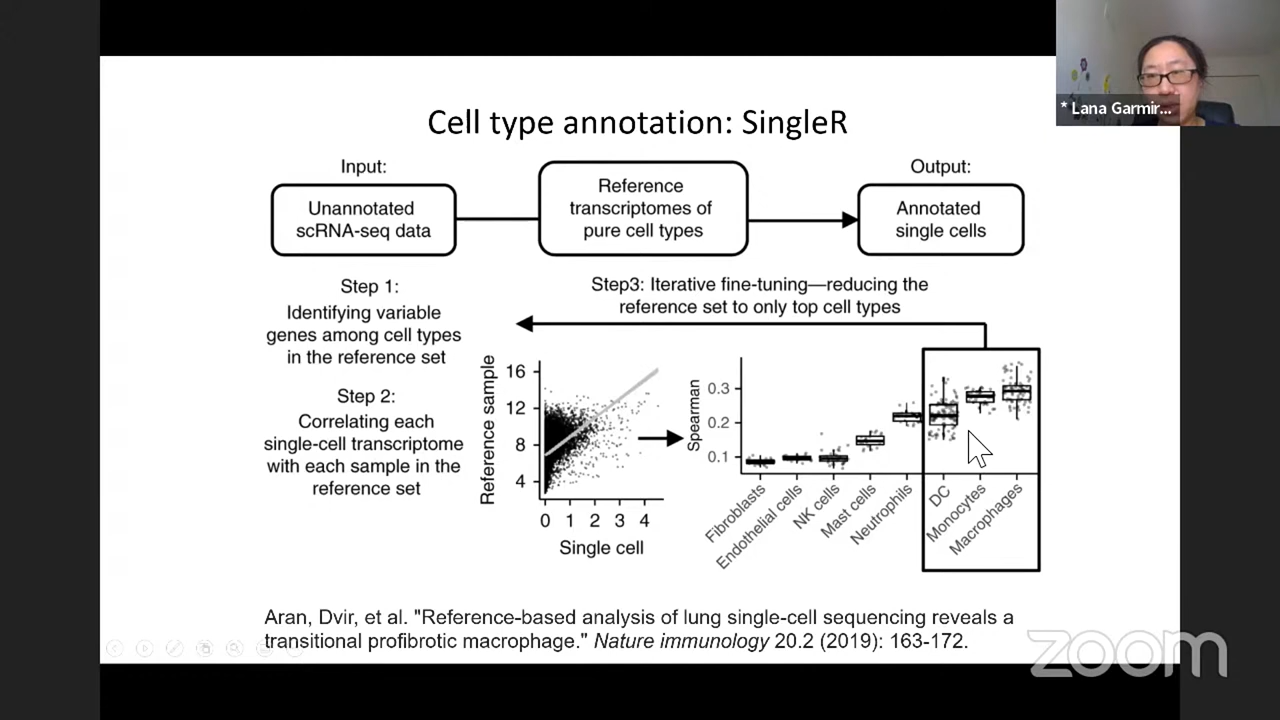 * Lana Garmir...
Cell type annotation: SingleR
Input:
Unannotated
scRNA-seq data
Reference
transcriptomes of
pure cell types
Output:
Annotated
single cells
Step 1:
Identifying variable
genes among cell types
in the reference set
Step 2:
Correlating each
single-cell transcriptome
with each sample in the
reference set
Step3: Iterative fine-tuning—reducing the
reference set to only top cell types
Reference sample
16
12
8
4
0 1 2 3 4
Single cell
Spearman
0.3
0.2
0.1
Fibroblasts
Endothelial cells
NK cells
Mast cells
Neutrophils
DC
Monocytes
Macrophages
Aran, Dvir, et al. "Reference-based analysis of lung single-cell sequencing reveals a
transitional profibrotic macrophage." Nature immunology 20.2 (2019): 163-172.
zoom